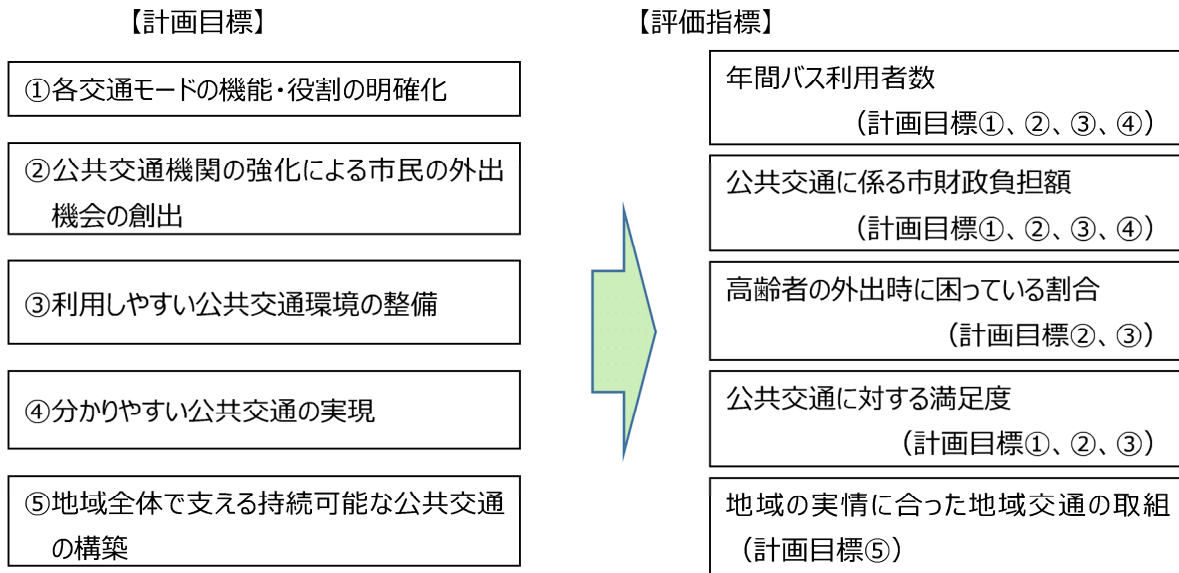 【計画目標】
①各交通モードの機能・役割の明確化
②公共交通機関の強化による市民の外出
機会の創出
③利用しやすい公共交通環境の整備
④分かりやすい公共交通の実現
⑤地域全体で支える持続可能な公共交通
の構築
【評価指標】
年間バス利用者数
（計画目標①、②、③、④）
公共交通に係る市財政負担額
（計画目標①、②、③、④）
高齢者の外出時に困っている割合
（計画目標②、③）
公共交通に対する満足度
（計画目標①、②、③）
地域の実情に合った地域交通の取組
（計画目標⑤）